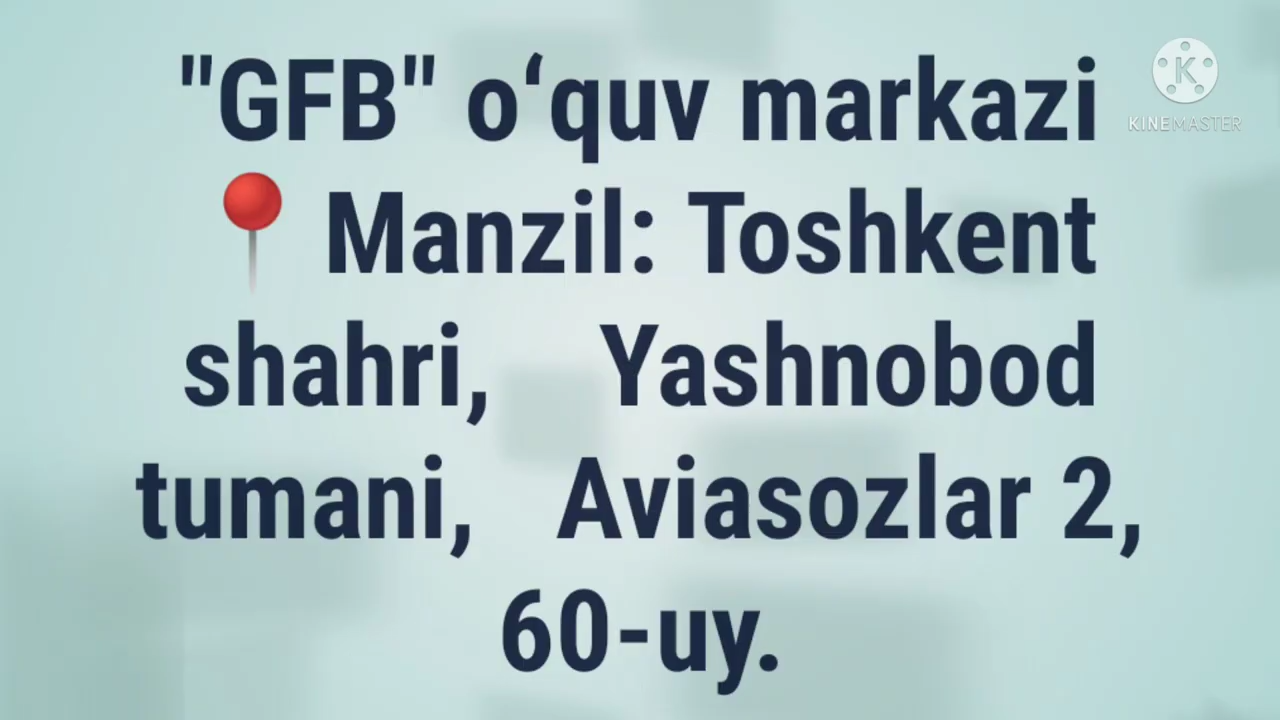 "GFB" o‘quv markazi
📍 Manzil: Toshkent
shahri, Yashnobod
tumani, Aviasozlar 2,
60-uy.
K
KINEMASTER